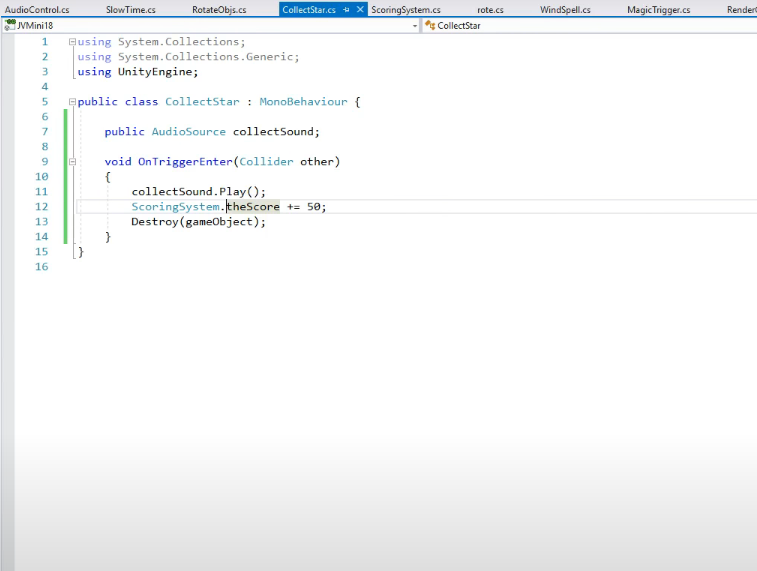 AudioControl.cs SlowTime.cs RotateObjs.cs CollectStar.cs ScoringSystem.cs rote.cs WindSpell.cs MagicTrigger.cs Render
JVMini18 CollectStar
1 using System.Collections;
2 using System.Collections.Generic;
3 using UnityEngine;
4
5 public class CollectStar : MonoBehaviour {
6
7 public AudioSource collectSound;
8
9 void OnTriggerEnter(Collider other)
10 {
11 collectSound.Play();
12 ScoringSystem.theScore += 50;
13 Destroy(gameObject);
14 }
15 }
16